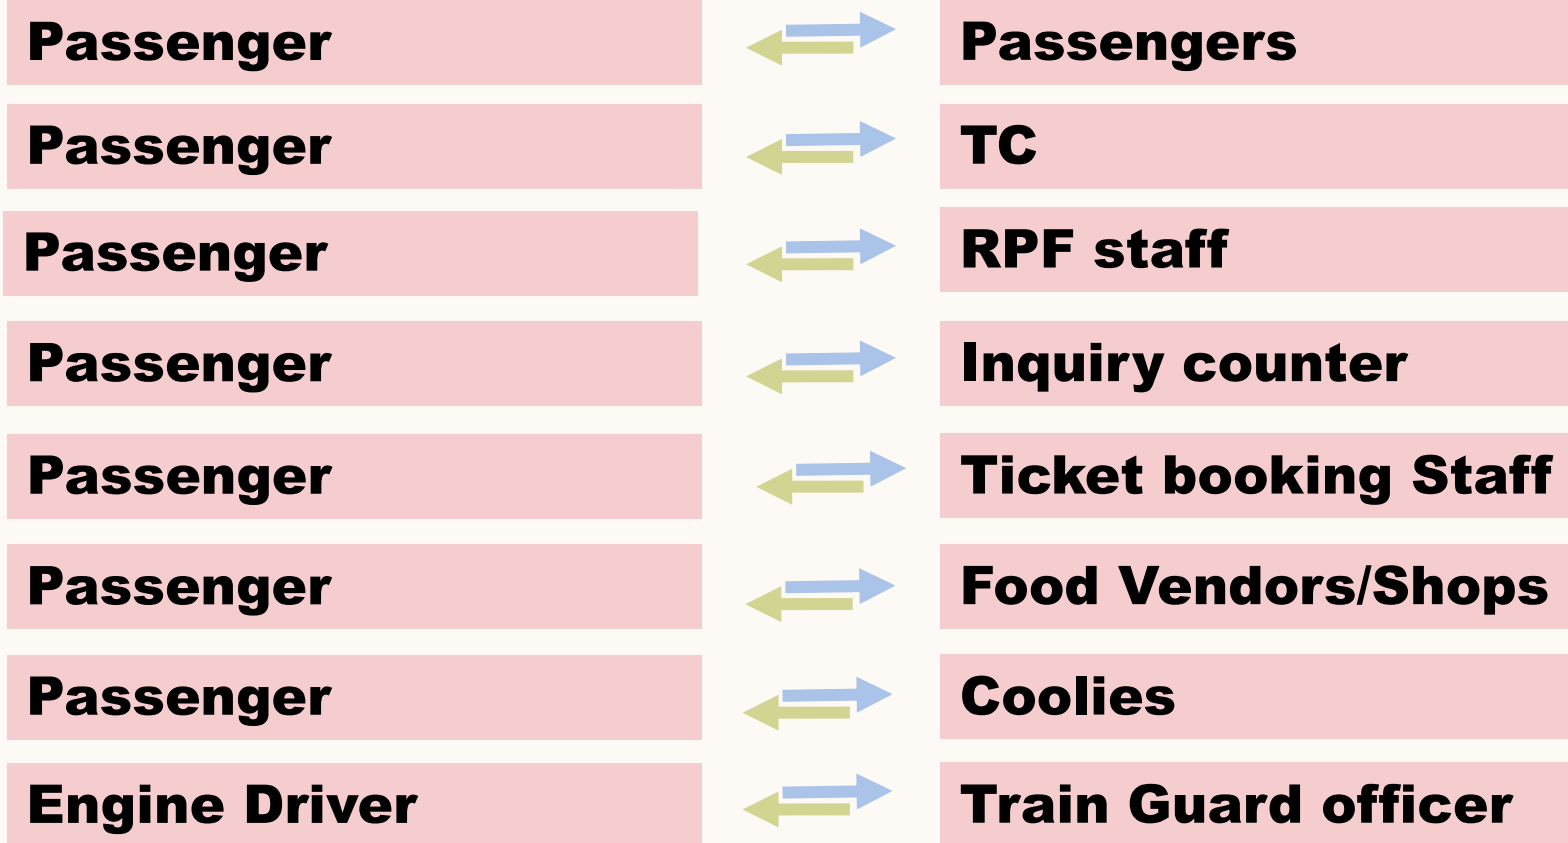 Passenger Passengers
Passenger TC
Passenger RPF staff
Passenger Inquiry counter
Passenger Ticket booking Staff
Passenger Food Vendors/Shops
Passenger Coolies
Engine Driver Train Guard officer